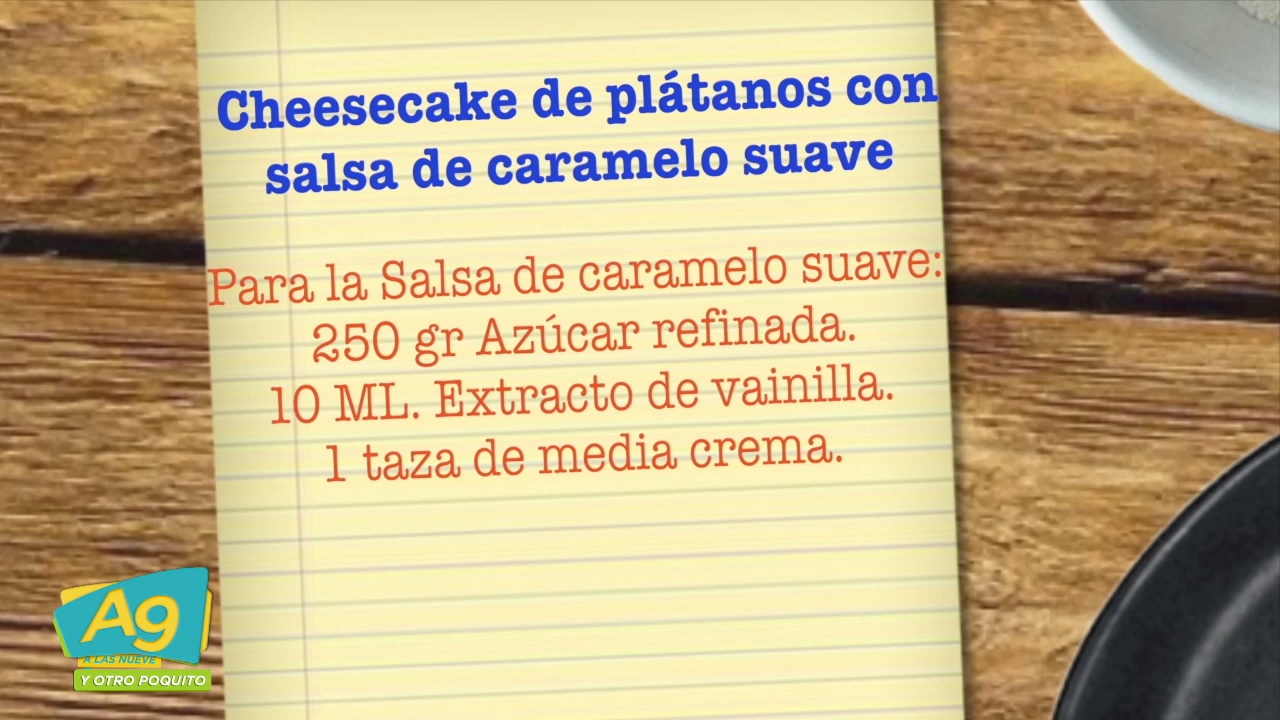 Cheesecake de plátanos con
salsa de caramelo suave
Para la Salsa de caramelo suave:
250 gr Azúcar refinada.
10 ML. Extracto de vainilla.
1 taza de media crema.
A9
A LAS NUEVE
Y OTRO POQUITO